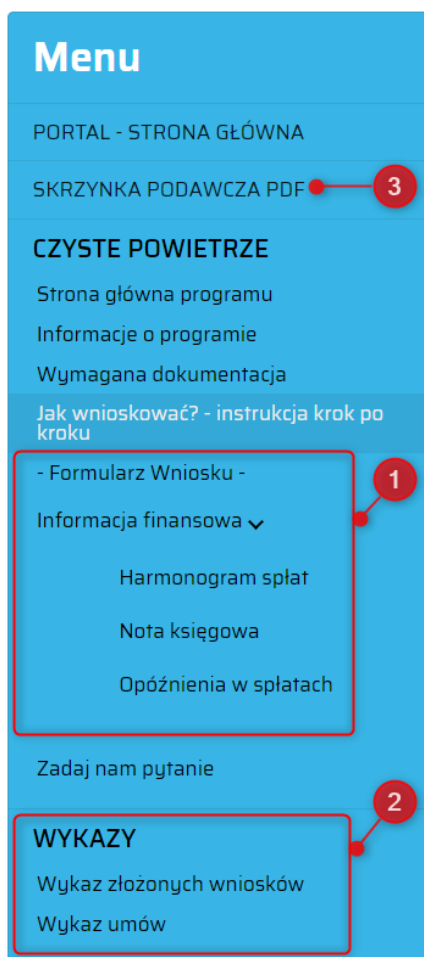 Menu
PORTAL - STRONA GŁÓWNA
SKRZYNKA PODAWCZA PDF
3
CZYSTE POWIETRZE
Strona główna programu
Informacje o programie
Wymagana dokumentacja
Jak wnioskować? - instrukcja krok po
kroku
- Formularz Wniosku -
1
Informacja finansowa
Harmonogram spłat
Nota księgowa
Opóźnienia w spłatach
Zadaj nam pytanie
2
WYKAZY
Wykaz złożonych wniosków
Wykaz umów